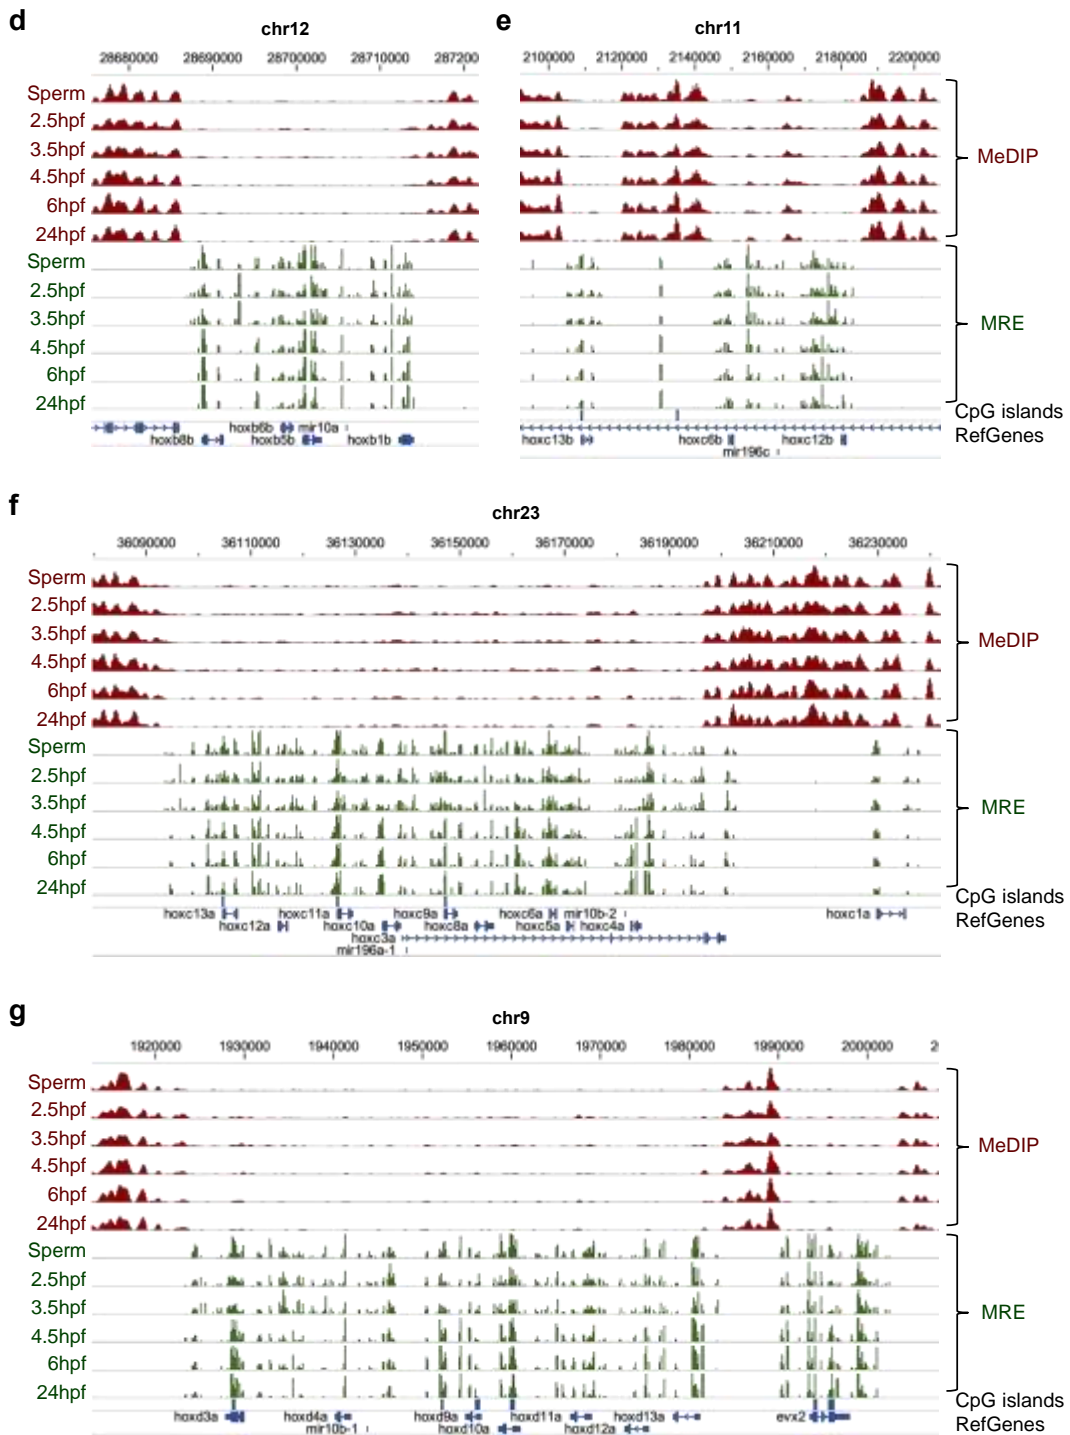 d
chr12
28680000 28690000 28700000 28710000 287200
Sperm
2.5hpf
3.5hpf
4.5hpf
6hpf
24hpf
Sperm
2.5hpf
3.5hpf
4.5hpf
6hpf
24hpf
hoxb6b mir10a
hoxb8b hoxb5b hoxb1b
e
chr11
2100000 2120000 2140000 2160000 2180000 2200000
MeDIP
MRE
CpG islands
RefGenes
hoxc13b hoxc6b hoxc12b
mir196c
f
chr23
36090000 36110000 36130000 36150000 36170000 36190000 36210000 36230000
Sperm
2.5hpf
3.5hpf
4.5hpf
6hpf
24hpf
MeDIP
Sperm
2.5hpf
3.5hpf
4.5hpf
6hpf
24hpf
MRE
CpG islands
RefGenes
hoxc13a hoxc11a hoxc9a hoxc6a mir10b-2 hoxc1a
hoxc12a hoxc10a hoxc8a hoxc5a hoxc4a
hoxc3a
mir196a-1
g
chr9
1920000 1930000 1940000 1950000 1960000 1970000 1980000 1990000 2000000 2
Sperm
2.5hpf
3.5hpf
4.5hpf
6hpf
24hpf
MeDIP
Sperm
2.5hpf
3.5hpf
4.5hpf
6hpf
24hpf
MRE
CpG islands
RefGenes
hoxd3a hoxd4a hoxd9a hoxd11a hoxd13a evx2
mir10b-1 hoxd10a hoxd12a